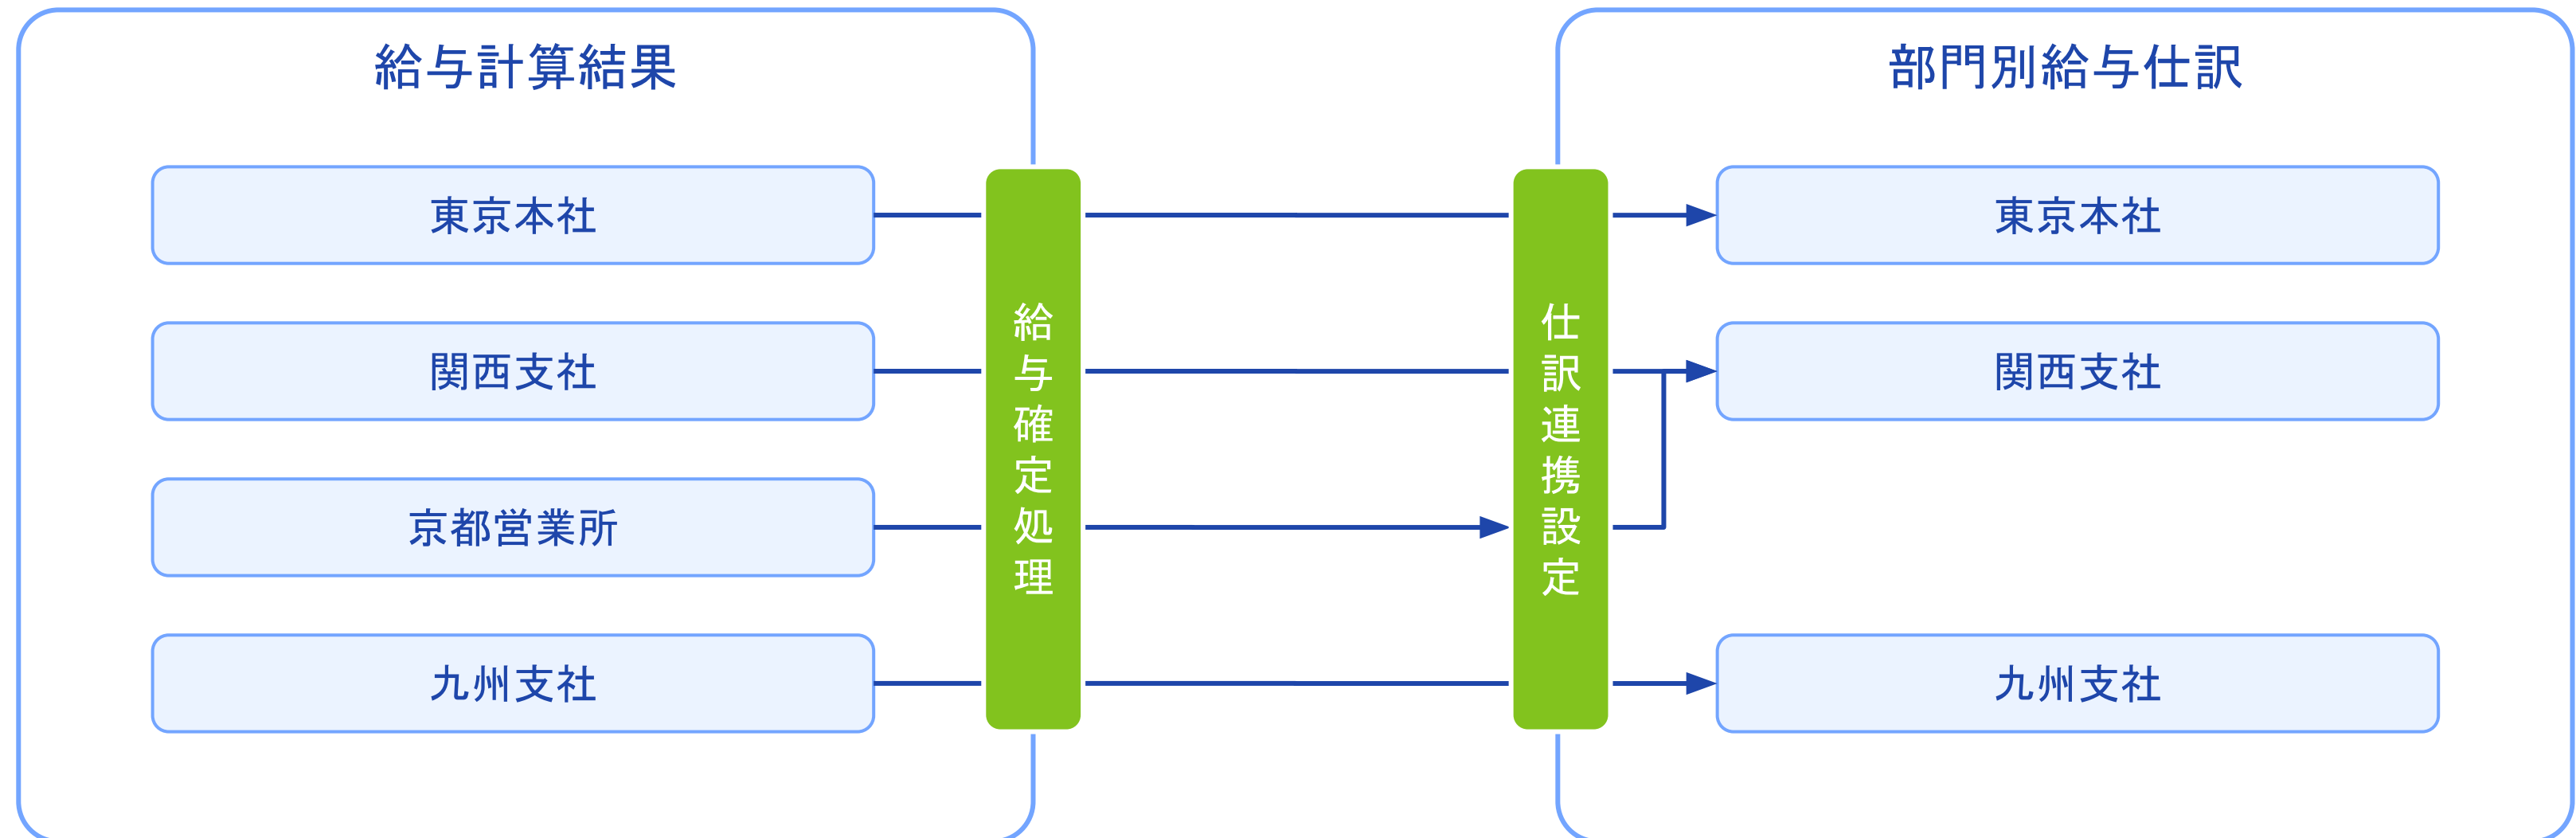 給与計算結果
東京本社
関西支社
京都営業所
九州支社
給与確定処理
仕訳連携設定
部門別給与仕訳
東京本社
関西支社
九州支社